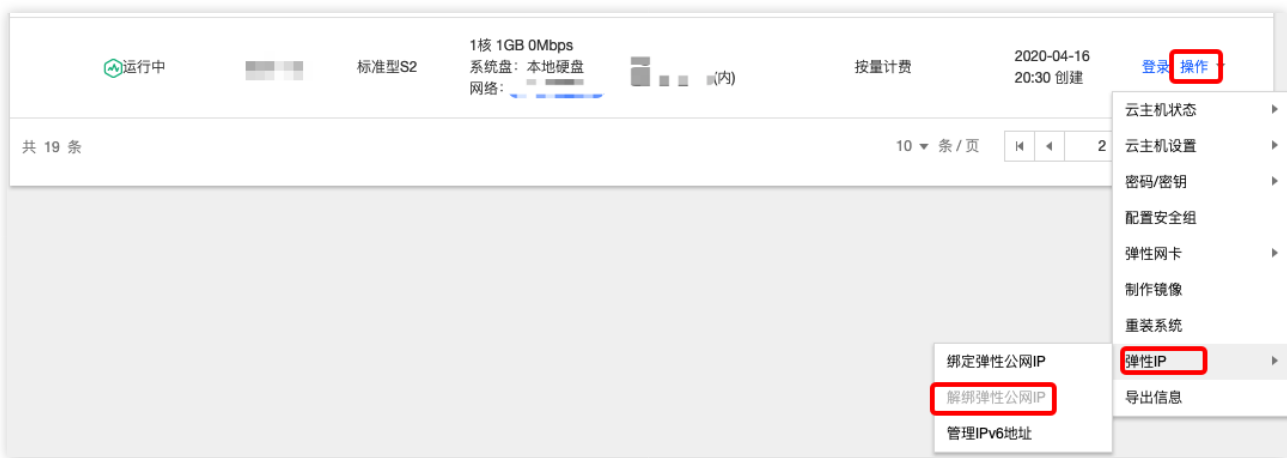 1核 1GB 0Mbps
运行中
标准型S2
系统盘：本地硬盘
网络：
(内)
按量计费
2020-04-16
20:30 创建
登录 操作
共 19 条
10 条 / 页
2
云主机状态
云主机设置
密码/密钥
配置安全组
弹性网卡
制作镜像
重装系统
弹性IP
导出信息
绑定弹性公网IP
解绑弹性公网IP
管理IPv6地址